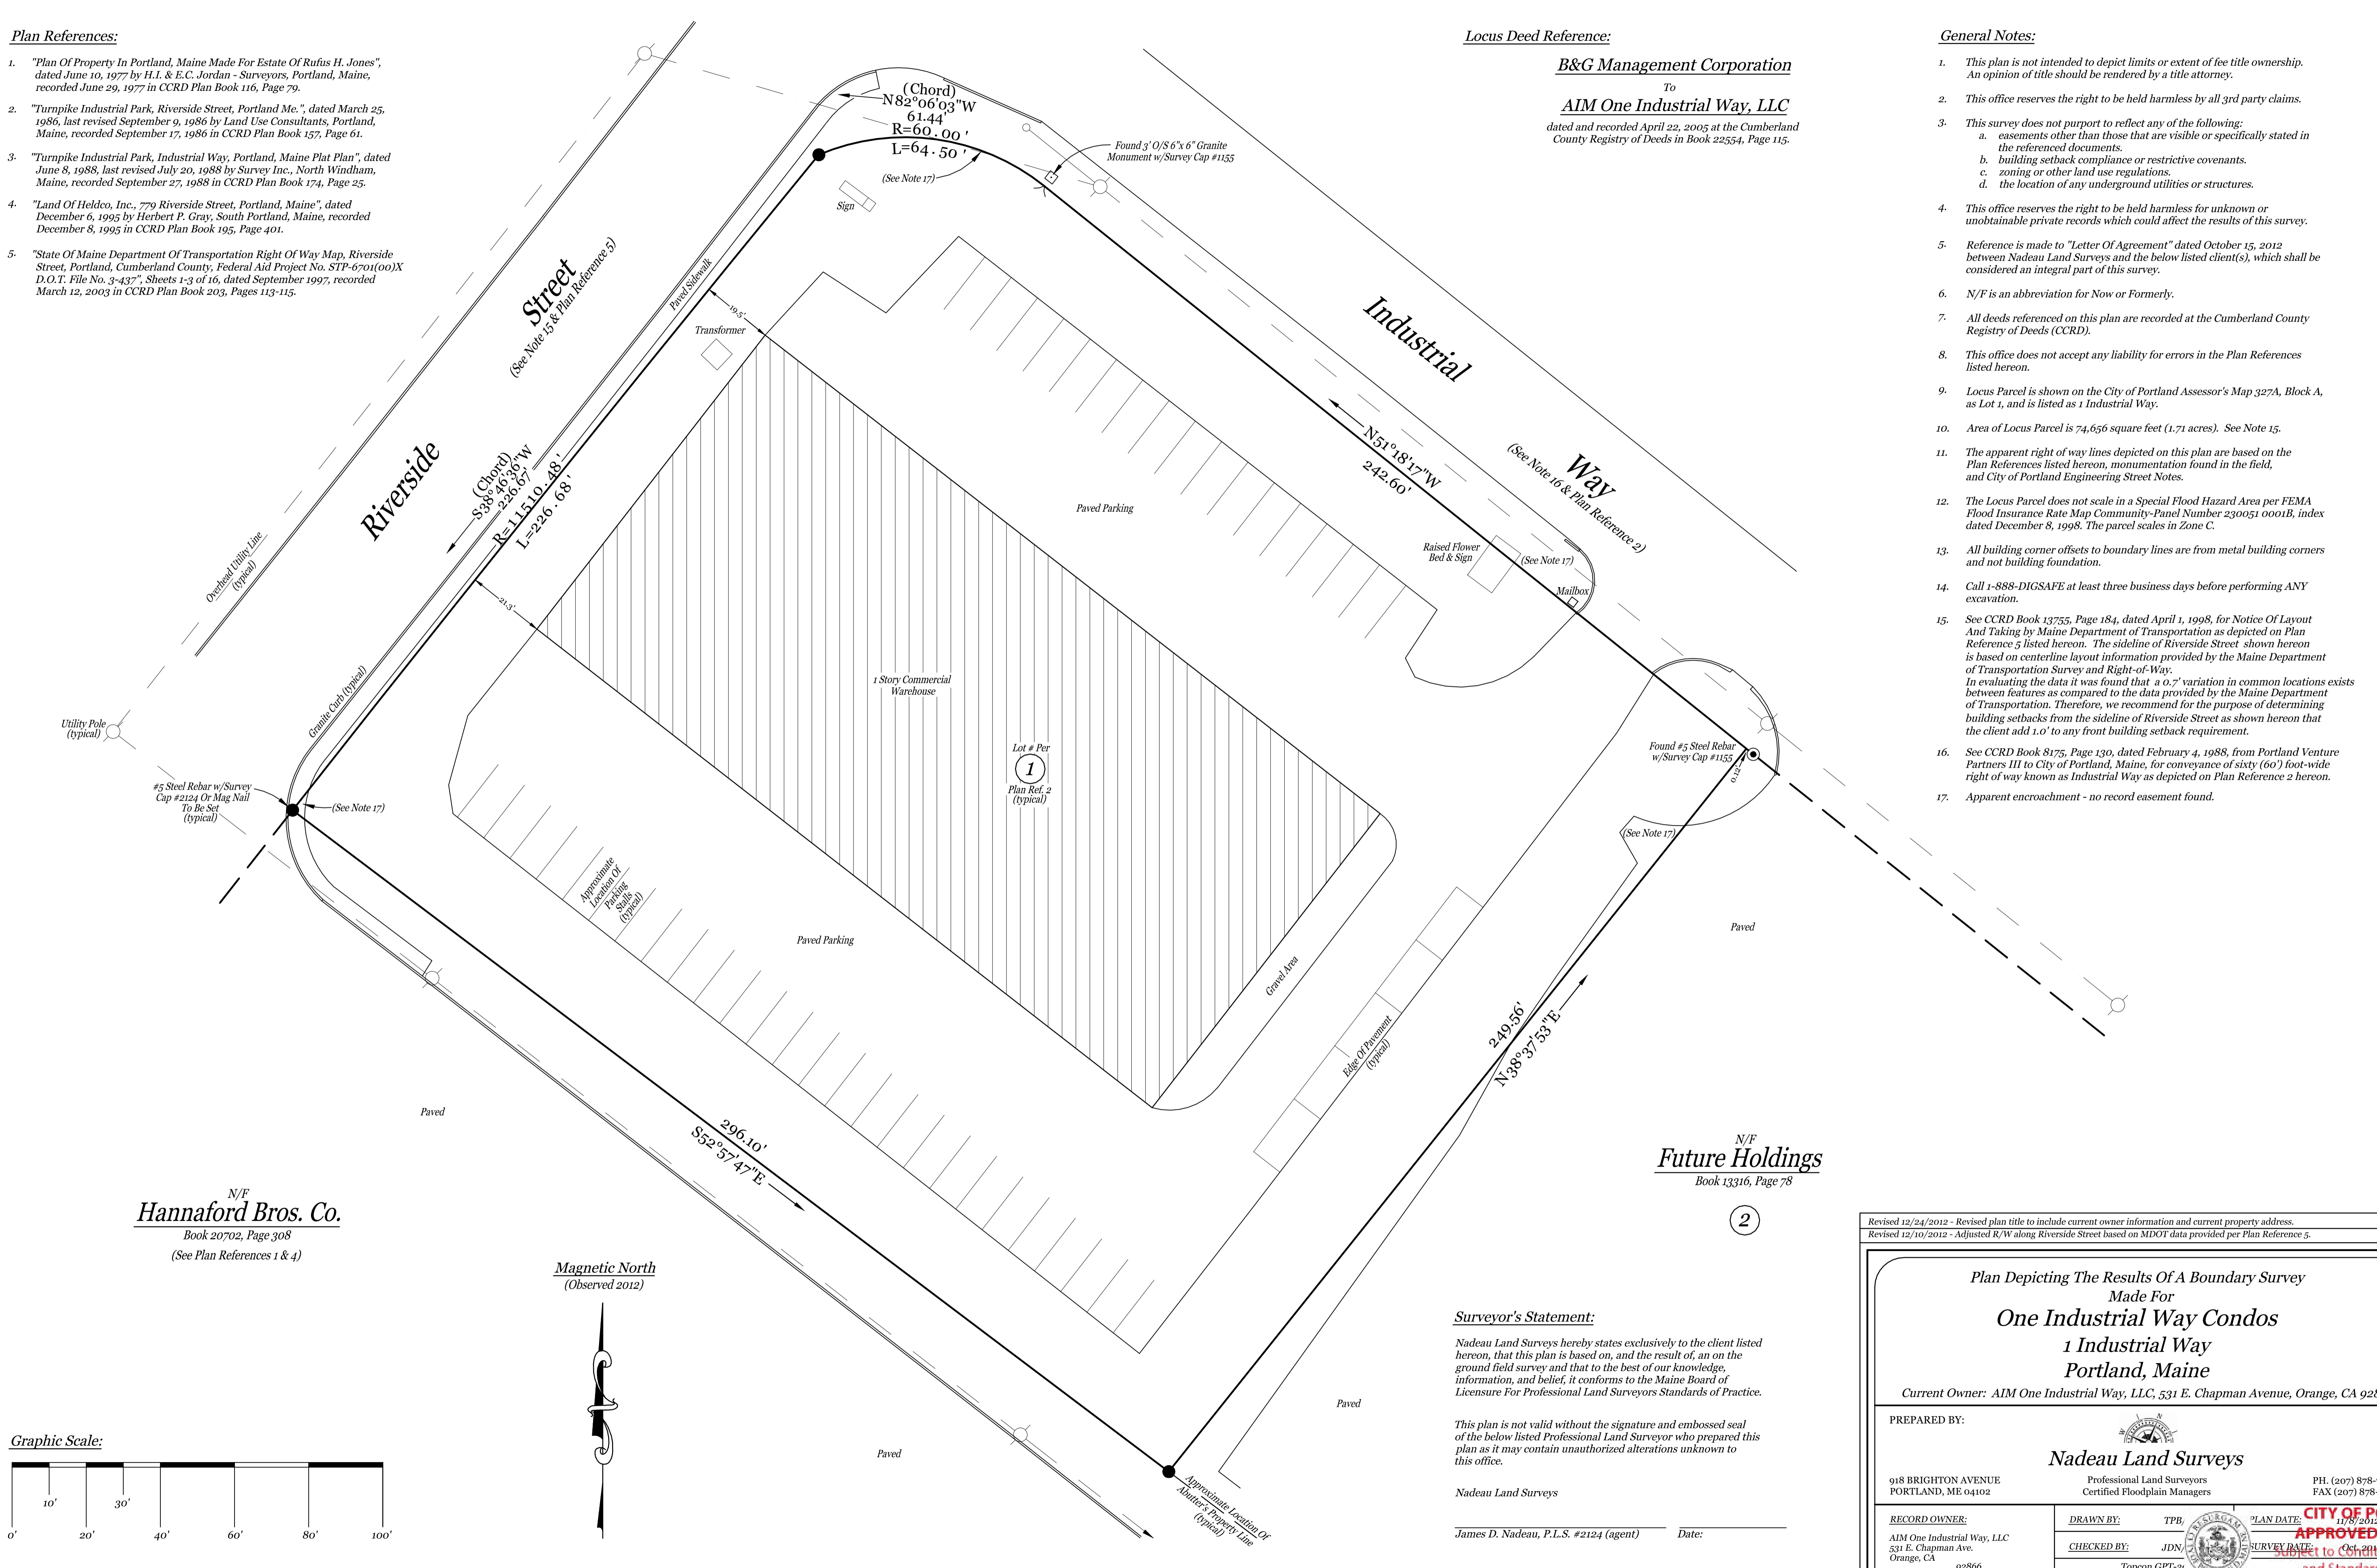 Plan References:
1. "Plan Of Property In Portland, Maine Made For Estate Of Rufus H. Jones",
dated June 10, 1977 by H.I. & E.C. Jordan - Surveyors, Portland, Maine,
recorded June 29, 1977 in CCRD Plan Book 116, Page 79.
2. "Turnpike Industrial Park, Riverside Street, Portland Me.", dated March 25,
1986, last revised September 9, 1986 by Land Use Consultants, Portland,
Maine, recorded September 17, 1986 in CCRD Plan Book 157, Page 61.
3. "Turnpike Industrial Park, Industrial Way, Portland, Maine Plat Plan", dated
June 8, 1988, last revised July 20, 1988 by Survey Inc., North Windham,
Maine, recorded September 27, 1988 in CCRD Plan Book 174, Page 25.
4. "Land Of Heldco, Inc., 779 Riverside Street, Portland, Maine", dated
December 6, 1995 by Herbert P. Gray, South Portland, Maine, recorded
December 8, 1995 in CCRD Plan Book 195, Page 401.
5. "State Of Maine Department Of Transportation Right Of Way Map, Riverside
Street, Portland, Cumberland County, Federal Aid Project No. STP-6701(00)X
D.O.T. File No. 3-437", Sheets 1-3 of 16, dated September 1997, recorded
March 12, 2003 in CCRD Plan Book 203, Pages 113-115.
Locus Deed Reference:
B&G Management Corporation
To
AIM One Industrial Way, LLC
dated and recorded April 22, 2005 at the Cumberland
County Registry of Deeds in Book 22554, Page 115.
General Notes:
1. This plan is not intended to depict limits or extent of fee title ownership.
An opinion of title should be rendered by a title attorney.
2. This office reserves the right to be held harmless by all 3rd party claims.
3. This survey does not purport to reflect any of the following:
a. easements other than those that are visible or specifically stated in
the referenced documents.
b. building setback compliance or restrictive covenants.
c. zoning or other land use regulations.
d. the location of any underground utilities or structures.
4. This office reserves the right to be held harmless for unknown or
unobtainable private records which could affect the results of this survey.
5. Reference is made to "Letter Of Agreement" dated October 15, 2012
between Nadeau Land Surveys and the below listed client(s), which shall be
considered an integral part of this survey.
6. N/F is an abbreviation for Now or Formerly.
7. All deeds referenced on this plan are recorded at the Cumberland County
Registry of Deeds (CCRD).
8. This office does not accept any liability for errors in the Plan References
listed hereon.
9. Locus Parcel is shown on the City of Portland Assessor's Map 327A, Block A,
as Lot 1, and is listed as 1 Industrial Way.
10. Area of Locus Parcel is 74,656 square feet (1.71 acres). See Note 15.
11. The apparent right of way lines depicted on this plan are based on the
Plan References listed hereon, monumentation found in the field,
and City of Portland Engineering Street Notes.
12. The Locus Parcel does not scale in a Special Flood Hazard Area per FEMA
Flood Insurance Rate Map Community-Panel Number 230051 0001B, index
dated December 8, 1998. The parcel scales in Zone C.
13. All building corner offsets to boundary lines are from metal building corners
and not building foundation.
14. Call 1-888-DIGSAFE at least three business days before performing ANY
excavation.
15. See CCRD Book 13755, Page 184, dated April 1, 1998, for Notice Of Layout
And Taking by Maine Department of Transportation as depicted on Plan
Reference 5 listed hereon. The sideline of Riverside Street shown hereon
is based on centerline layout information provided by the Maine Department
of Transportation Survey and Right-of-Way.
In evaluating the data it was found that a 0.7' variation in common locations exists
between features as compared to the data provided by the Maine Department
of Transportation. Therefore, we recommend for the purpose of determining
building setbacks from the sideline of Riverside Street as shown hereon that
the client add 1.0' to any front building setback requirement.
16. See CCRD Book 8175, Page 130, dated February 4, 1988, from Portland Venture
Partners III to City of Portland, Maine, for conveyance of sixty (60') foot-wide
right of way known as Industrial Way as depicted on Plan Reference 2 hereon.
17. Apparent encroachment - no record easement found.
(Chord)
N82°06'03"W
61.44'
R=60.00'
L=64.50'
(See Note 17)
Found 3' O/S 6"x 6" Granite
Monument w/Survey Cap #1155
Sign
Riverside Street
(See Note 15 & Plan Reference 5)
Paved Sidewalk
19.5'
Transformer
Industrial Way
(See Note 16 & Plan Reference 2)
N51°18'17"W
242.60'
(Chord)
S38°46'36"W
226.67'
R=11510.48'
L=226.68'
Paved Parking
Raised Flower
Bed & Sign
(See Note 17)
Mailbox
Overhead Utility Line
(typical)
21.3'
1 Story Commercial
Warehouse
Granite Curb (typical)
Utility Pole
(typical)
Lot # Per
1
Plan Ref. 2
(typical)
Found #5 Steel Rebar
w/Survey Cap #1155
0.12'
#5 Steel Rebar w/Survey
Cap #2124 Or Mag Nail
To Be Set
(typical)
(See Note 17)
(See Note 17)
Approximate
Location Of
Parking
Stalls
(typical)
Paved Parking
Paved
Gravel Area
Edge Of Pavement
(typical)
249.56'
N38°37'53"E
Paved
296.10'
S52°57'47"E
N/F
Future Holdings
Book 13316, Page 78
2
N/F
Hannaford Bros. Co.
Book 20702, Page 308
(See Plan References 1 & 4)
Magnetic North
(Observed 2012)
Paved
Paved
Approximate Location Of
Abutter's Property Line
(typical)
Graphic Scale:
10' 30'
0' 20' 40' 60' 80' 100'
Surveyor's Statement:
Nadeau Land Surveys hereby states exclusively to the client listed
hereon, that this plan is based on, and the result of, an on the
ground field survey and that to the best of our knowledge,
information, and belief, it conforms to the Maine Board of
Licensure For Professional Land Surveyors Standards of Practice.
This plan is not valid without the signature and embossed seal
of the below listed Professional Land Surveyor who prepared this
plan as it may contain unauthorized alterations unknown to
this office.
Nadeau Land Surveys
James D. Nadeau, P.L.S. #2124 (agent) Date:
Revised 12/24/2012 - Revised plan title to include current owner information and current property address.
Revised 12/10/2012 - Adjusted R/W along Riverside Street based on MDOT data provided per Plan Reference 5.
Plan Depicting The Results Of A Boundary Survey
Made For
One Industrial Way Condos
1 Industrial Way
Portland, Maine
Current Owner: AIM One Industrial Way, LLC, 531 E. Chapman Avenue, Orange, CA 928
PREPARED BY:
N
W
Nadeau Land Surveys
918 BRIGHTON AVENUE
PORTLAND, ME 04102
Professional Land Surveyors
Certified Floodplain Managers
PH. (207) 878-
FAX (207) 878-
RECORD OWNER:
AIM One Industrial Way, LLC
531 E. Chapman Ave.
Orange, CA
92866
DRAWN BY: TPB/
PLAN DATE: 11/8/2012
CHECKED BY: JDN/
SURVEY DATE: Oct. 201
Topcon GPT-3
RESURGAM
CITY OF PO
APPROVED
Subject to Condit
and Standard